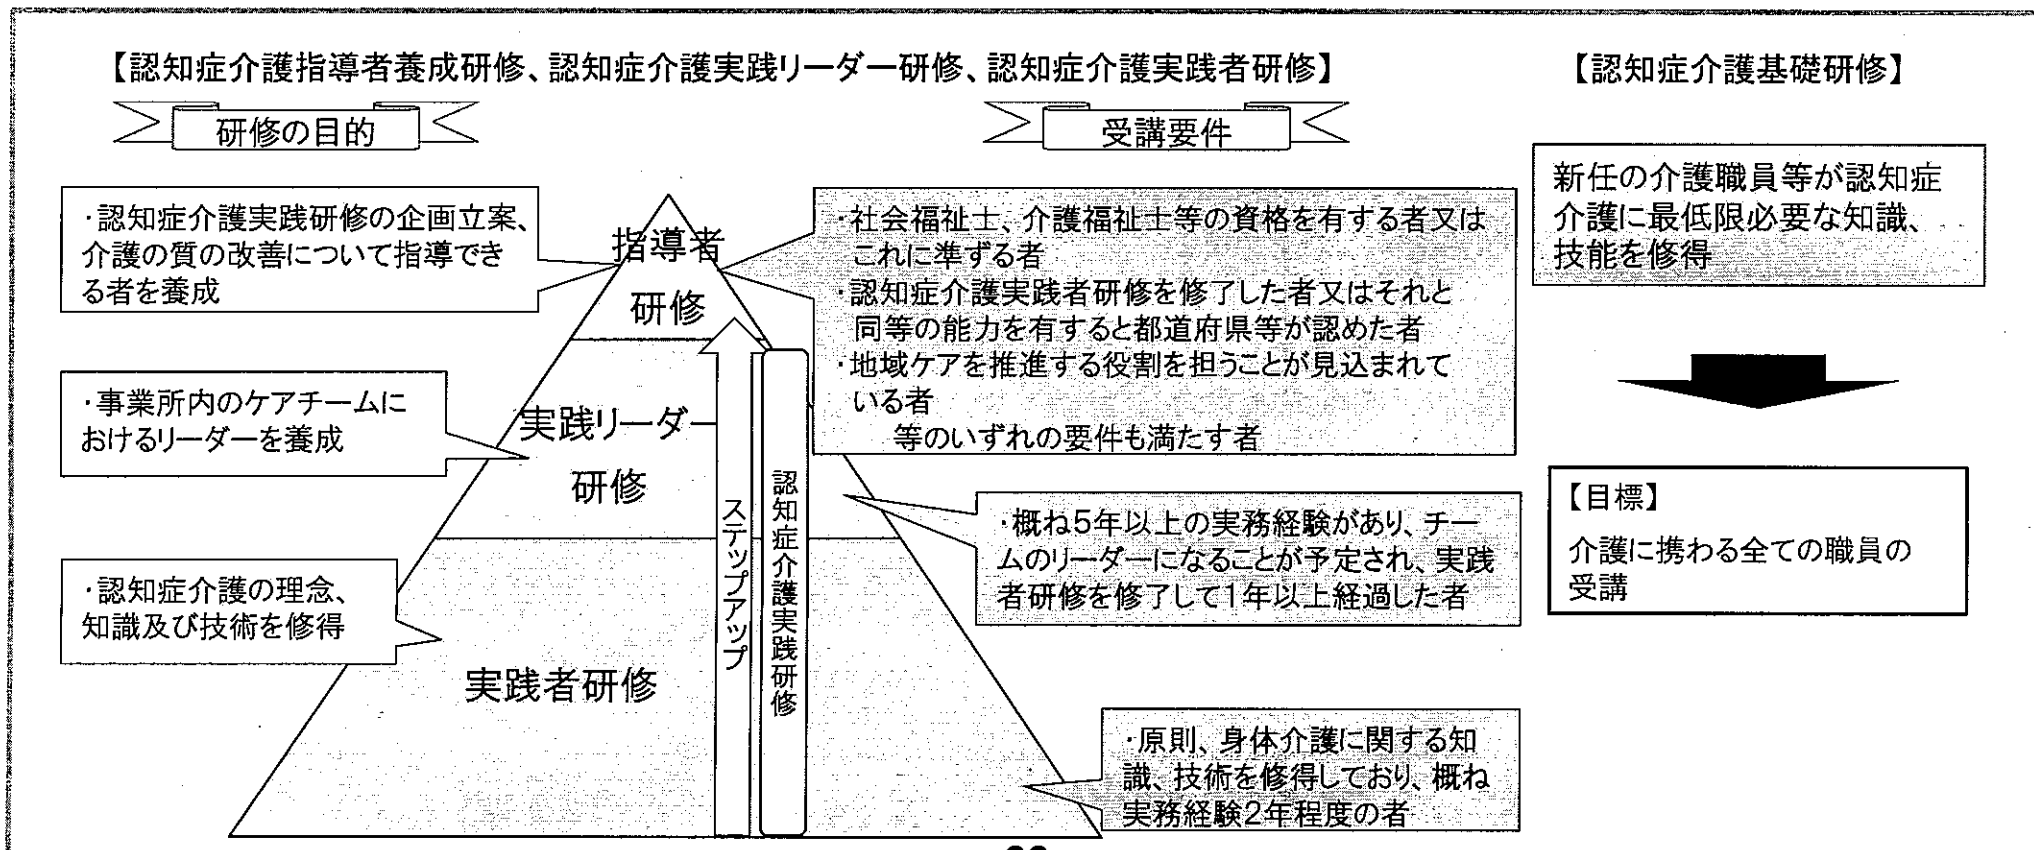 【認知症介護指導者養成研修、認知症介護実践リーダー研修、認知症介護実践者研修】
【認知症介護基礎研修】
研修の目的
受講要件
・認知症介護実践研修の企画立案、
介護の質の改善について指導でき
る者を養成
・事業所内のケアチームに
おけるリーダーを養成
・認知症介護の理念、
知識及び技術を修得
指導者
研修
実践リーダー
研修
実践者研修
ステップアップ
認知症介護実践研修
・社会福祉士、介護福祉士等の資格を有する者又は
これに準ずる者
・認知症介護実践者研修を修了した者又はそれと
同等の能力を有すると都道府県等が認めた者
・地域ケアを推進する役割を担うことが見込まれて
いる者
等のいずれの要件も満たす者
・概ね5年以上の実務経験があり、チー
ムのリーダーになることが予定され、実践
者研修を修了して1年以上経過した者
・原則、身体介護に関する知
識、技術を修得しており、概ね
実務経験2年程度の者
新任の介護職員等が認知症
介護に最低限必要な知識、
技能を修得
【目標】
介護に携わる全ての職員の
受講